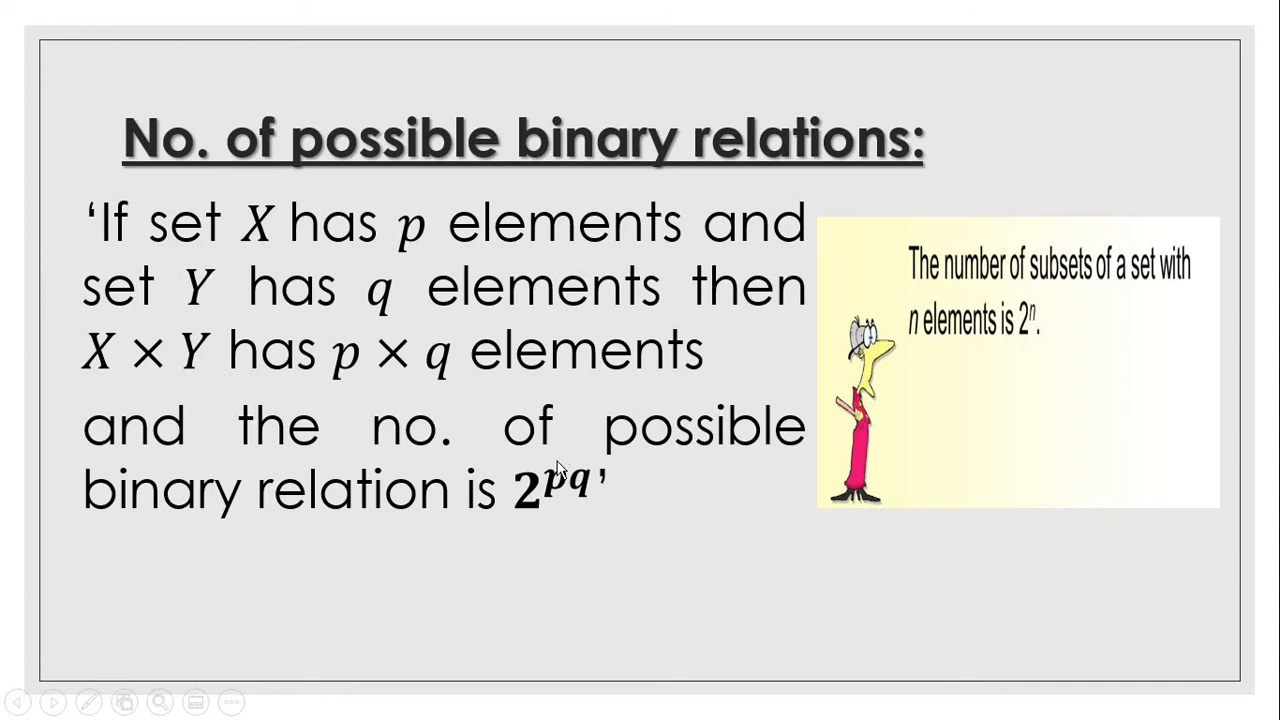 No. of possible binary relations:
‘If set X has p elements and
set Y has q elements then
X × Y has p × q elements
and the no. of possible
binary relation is 2^{pq}’
The number of subsets of a set with
n elements is 2ⁿ.